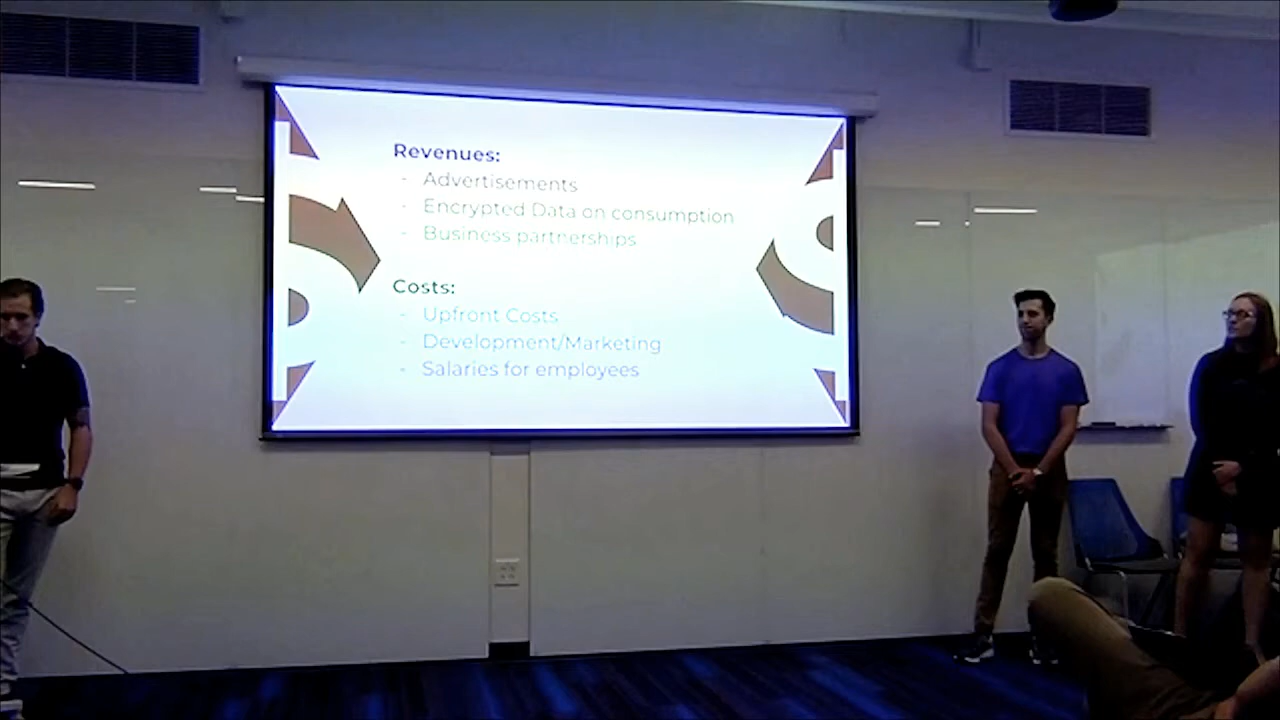 Revenues:
- Advertisements
- Encrypted Data on consumption
- Business partnerships
Costs:
- Upfront Costs
- Development/Marketing
- Salaries for employees